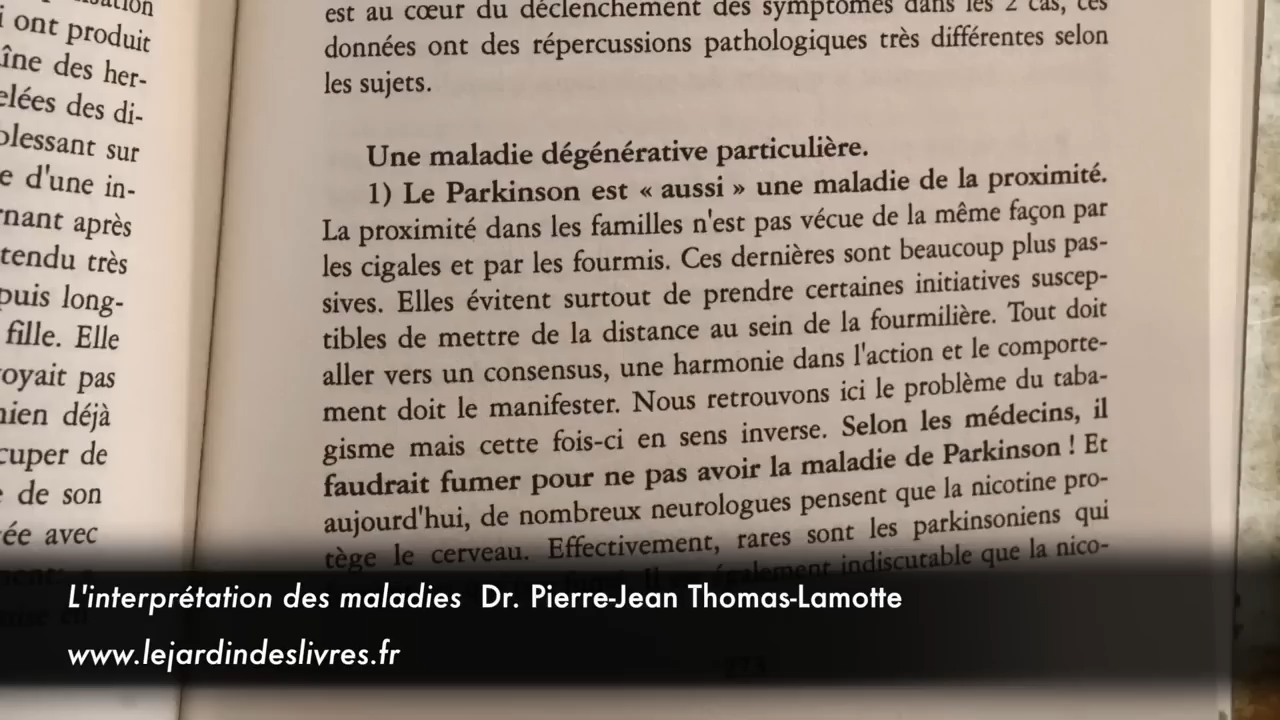 ont produit
îne des her-
elées des di-
blessant sur
e d'une in-
rnant après
tendu très
puis long-
fille. Elle
oyait pas
nien déjà
cuper de
de son
ée avec
est au cœur du déclenchement des symptômes dans les 2 cas, ces
données ont des répercussions pathologiques très différentes selon
les sujets.
Une maladie dégénérative particulière.
1) Le Parkinson est « aussi » une maladie de la proximité.
La proximité dans les familles n'est pas vécue de la même façon par
les cigales et par les fourmis. Ces dernières sont beaucoup plus pas-
sives. Elles évitent surtout de prendre certaines initiatives suscep-
tibles de mettre de la distance au sein de la fourmilière. Tout doit
aller vers un consensus, une harmonie dans l'action et le comporte-
ment doit le manifester. Nous retrouvons ici le problème du taba-
gisme mais cette fois-ci en sens inverse. Selon les médecins, il
faudrait fumer pour ne pas avoir la maladie de Parkinson ! Et
aujourd'hui, de nombreux neurologues pensent que la nicotine pro-
tège le cerveau. Effectivement, rares sont les parkinsoniens qui
également indiscutable que la nico-
L'interprétation des maladies Dr. Pierre-Jean Thomas-Lamotte
www.lejardindeslivres.fr